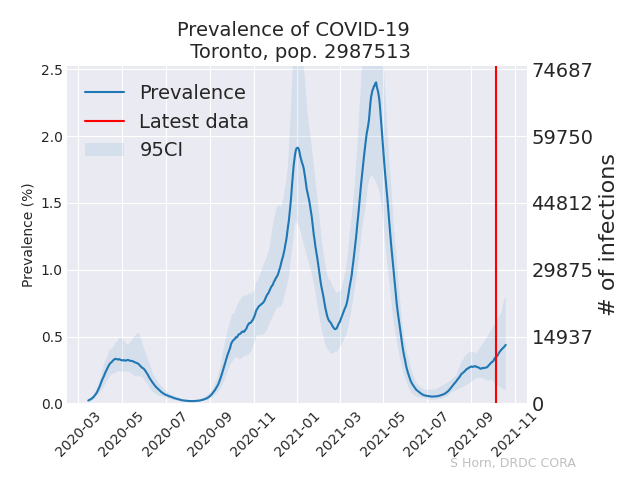 Prevalence of COVID-19
Toronto, pop. 2987513
Prevalence
Latest data
95CI
Prevalence (%)
2.5
2.0
1.5
1.0
0.5
0.0
74687
59750
44812
29875
14937
0
# of infections
2020-03
2020-05
2020-07
2020-09
2020-11
2021-01
2021-03
2021-05
2021-07
2021-09
2021-11
S Horn, DRDC CORA